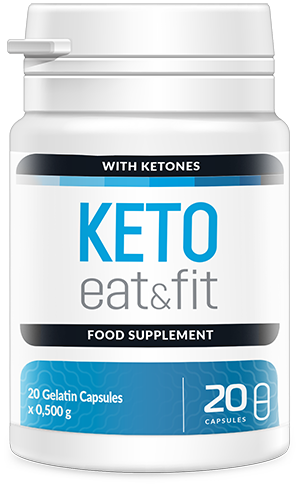 WITH KETONES
KETO
eat&fit
FOOD SUPPLEMENT
20 Gelatin Capsules
x 0,500 g
20
CAPSULES